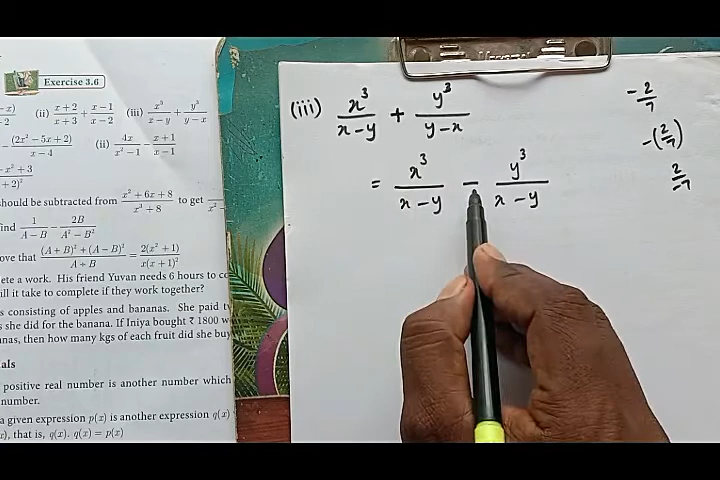 Exercise 3.6
(ii) x+2/x+3 + x−1/x−2 (iii) x³/x−y + y³/y−x
(2x²−5x+2)/x−4 (ii) 4x/x²−1 − x+1/x−1
should be subtracted from x²+6x+8/x³+8 to get
find 1/A−B − 2B/A²−B²
ove that (A+B)²+(A−B)²/A÷B = 2(x²+1)/x(x+1)²
ete a work. His friend Yuvan needs 6 hours to co
ill it take to complete if they work together?
s consisting of apples and bananas. She paid tw
s she did for the banana. If Iniya bought ₹ 1800 w
nas, then how many kgs of each fruit did she buy
als
positive real number is another number which
number.
a given expression p(x) is another expression q(x)
), that is, q(x). q(x) = p(x)
(iii) x³/x−y + y³/y−x
= x³/x−y − y³/x−y
−2/7
−(2/7)
2/−7